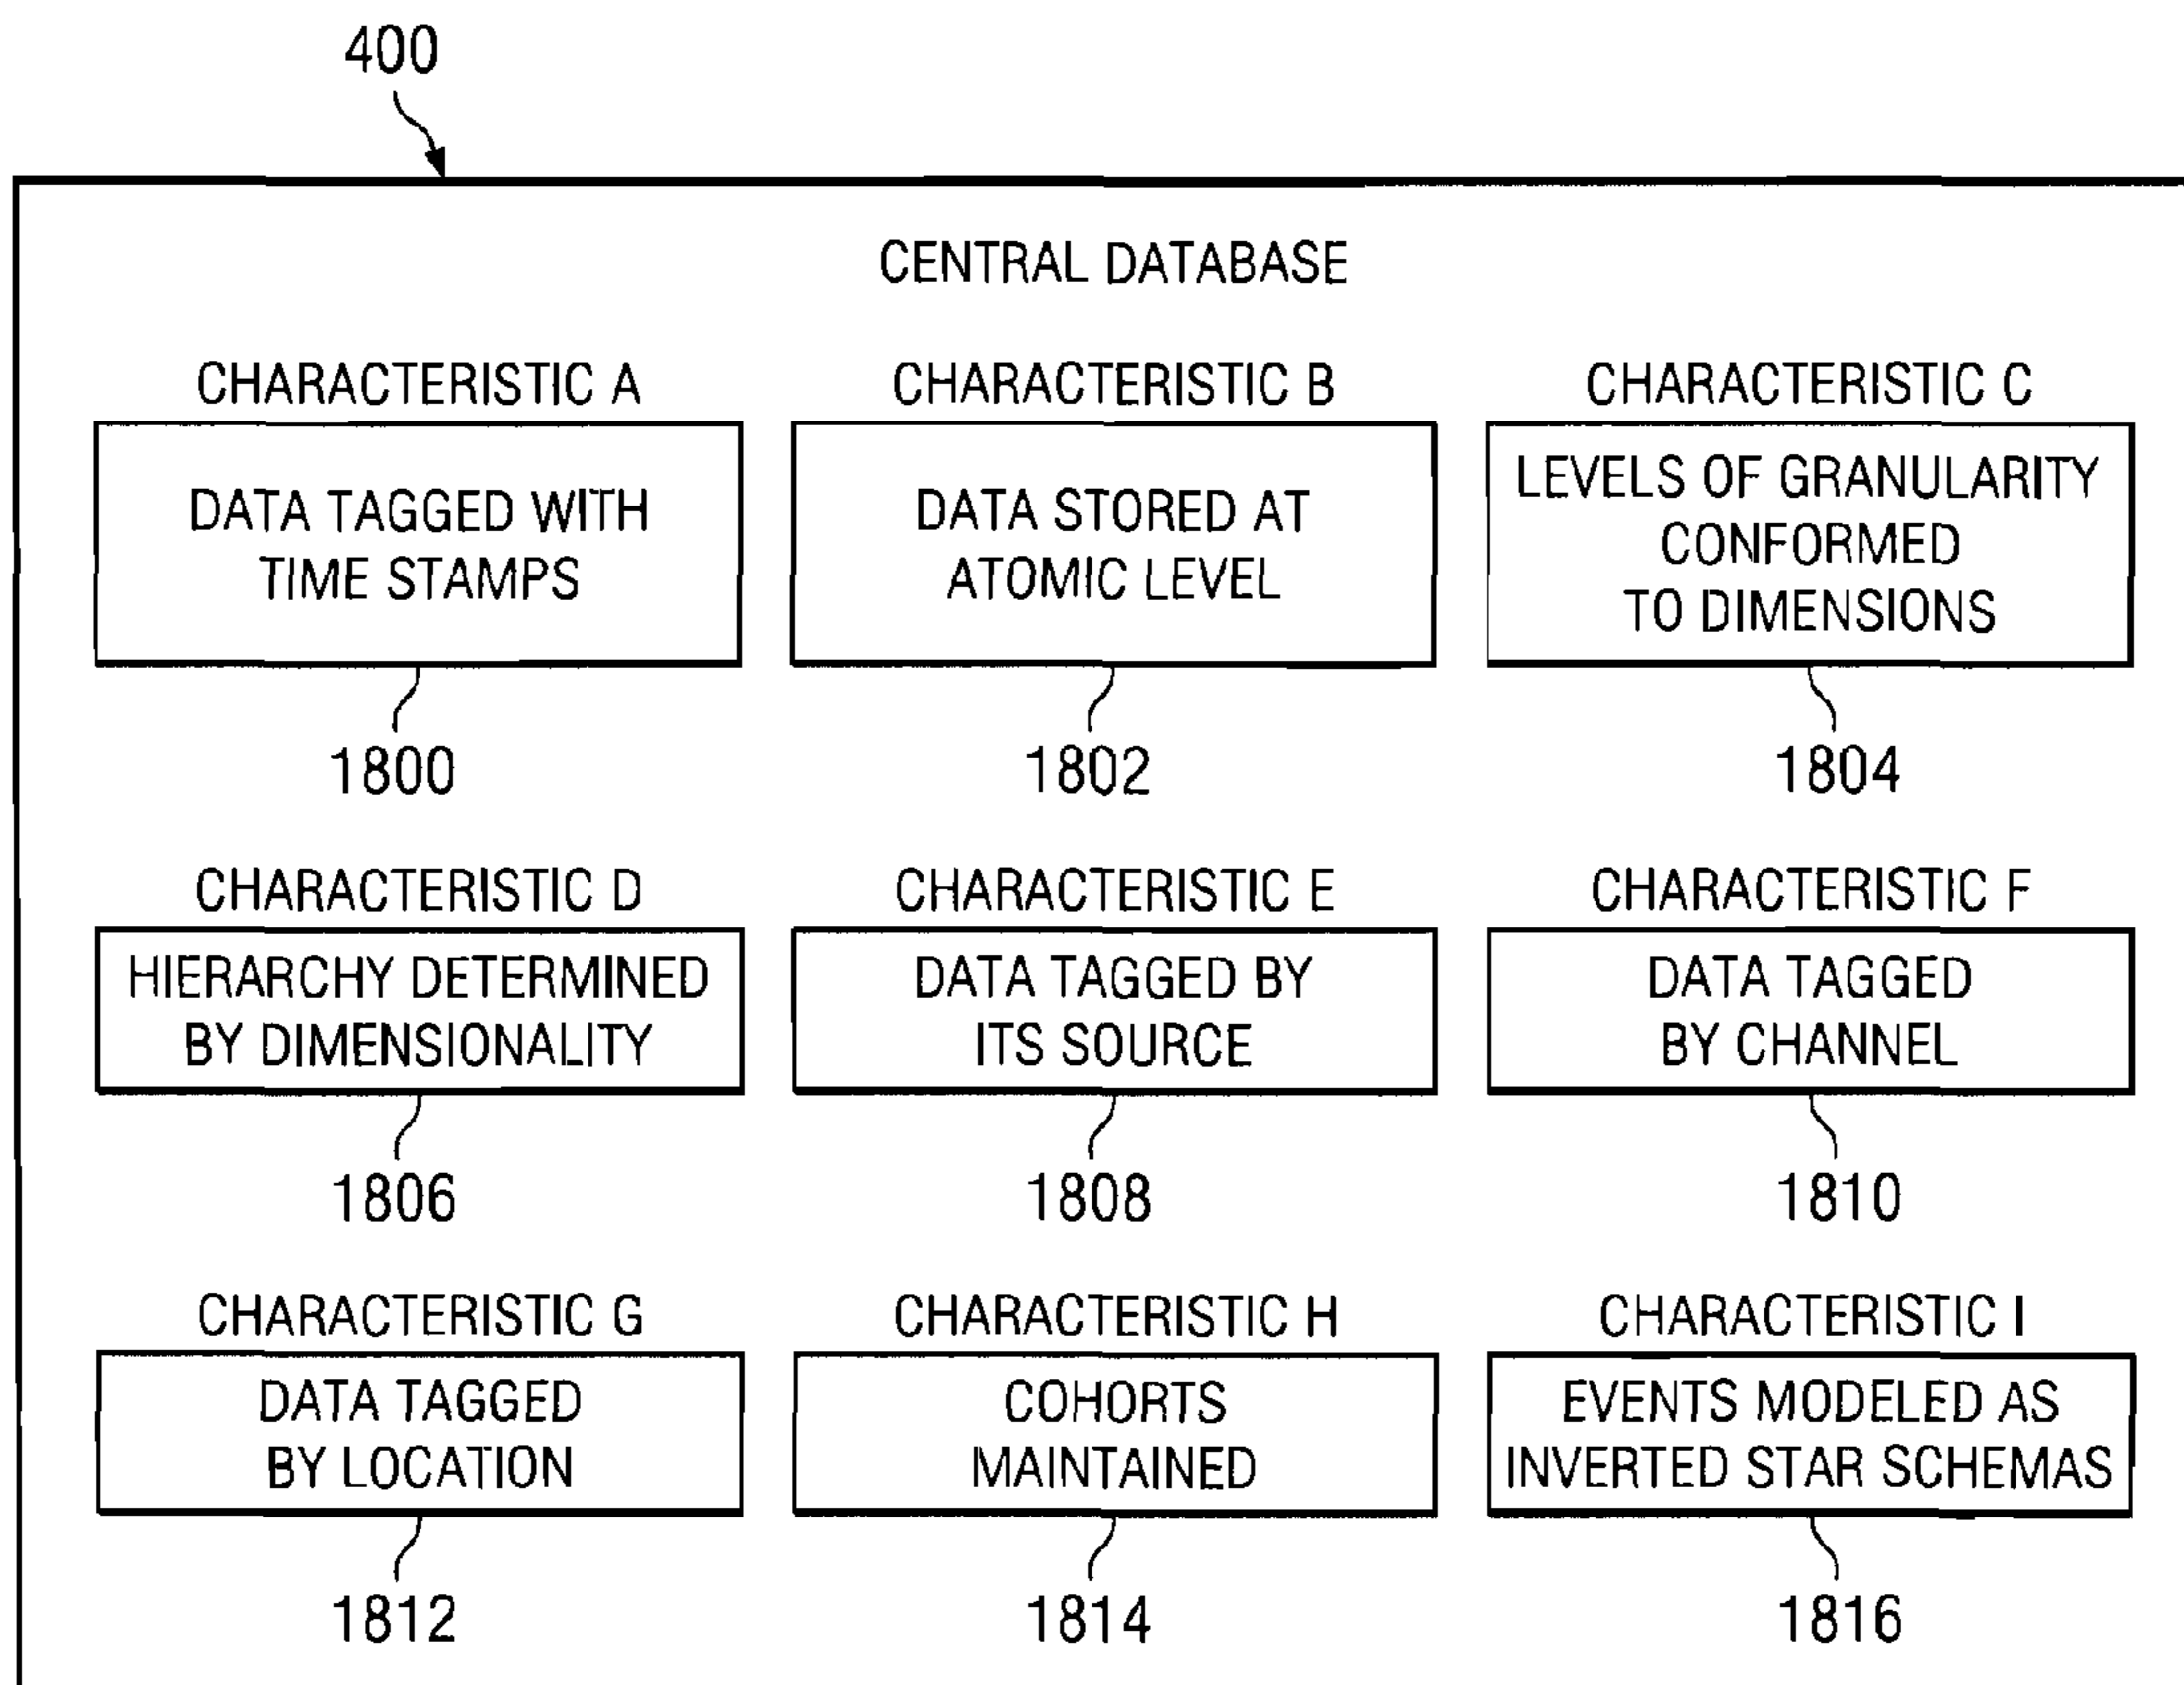 400
CENTRAL DATABASE
CHARACTERISTIC A
DATA TAGGED WITH
TIME STAMPS
1800
CHARACTERISTIC B
DATA STORED AT
ATOMIC LEVEL
1802
CHARACTERISTIC C
LEVELS OF GRANULARITY
CONFORMED
TO DIMENSIONS
1804
CHARACTERISTIC D
HIERARCHY DETERMINED
BY DIMENSIONALITY
1806
CHARACTERISTIC E
DATA TAGGED BY
ITS SOURCE
1808
CHARACTERISTIC F
DATA TAGGED
BY CHANNEL
1810
CHARACTERISTIC G
DATA TAGGED
BY LOCATION
1812
CHARACTERISTIC H
COHORTS
MAINTAINED
1814
CHARACTERISTIC I
EVENTS MODELED AS
INVERTED STAR SCHEMAS
1816